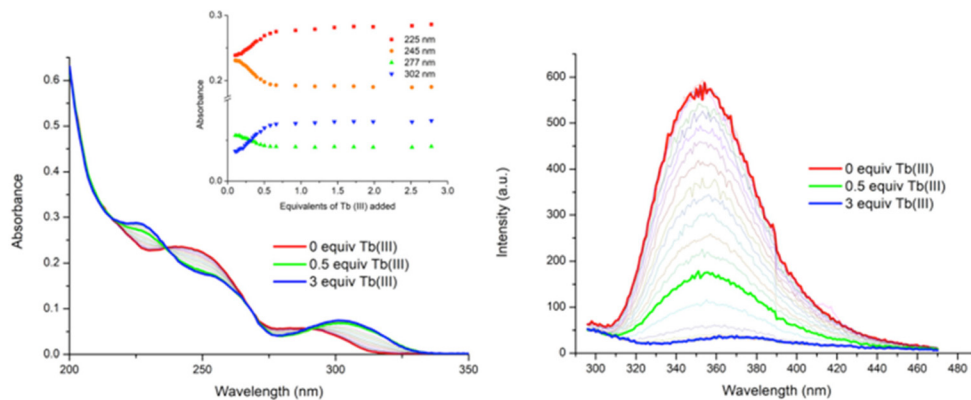 0.3
0.2
0.0
Absorbance
225 nm
245 nm
277 nm
302 nm
0.0 0.5 1.0 1.5 2.0 2.5 3.0
Equivalents of Tb (III) added
0.6
0.5
0.4
0.3
0.2
0.1
0.0
Absorbance
0 equiv Tb(III)
0.5 equiv Tb(III)
3 equiv Tb(III)
200 250 300 350
Wavelength (nm)
600
500
400
300
200
100
0
Intensity (a.u.)
0 equiv Tb(III)
0.5 equiv Tb(III)
3 equiv Tb(III)
300 320 340 360 380 400 420 440 460 480
Wavelength (nm)